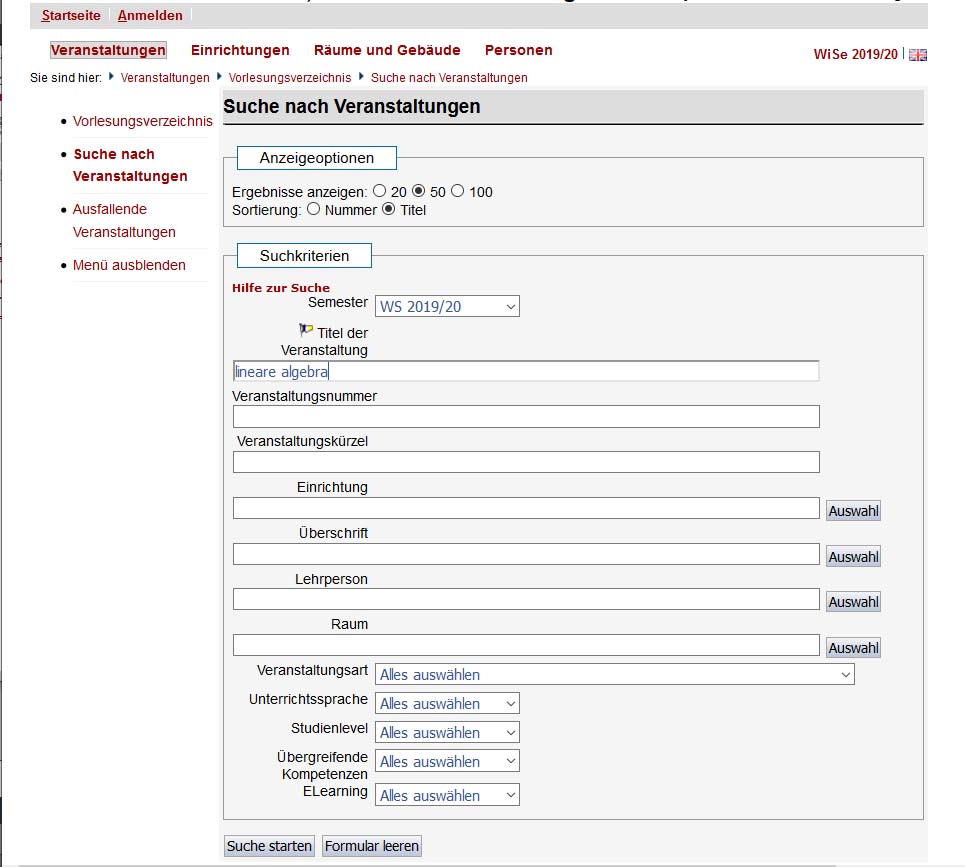 Startseite Anmelden
Veranstaltungen Einrichtungen Räume und Gebäude Personen
WiSe 2019/20
Sie sind hier: Veranstaltungen Vorlesungsverzeichnis Suche nach Veranstaltungen
Vorlesungsverzeichnis
Suche nach
Veranstaltungen
Ausfallende
Veranstaltungen
Menü ausblenden
Suche nach Veranstaltungen
Anzeigeoptionen
Ergebnisse anzeigen: 20 50 100
Sortierung: Nummer Titel
Suchkriterien
Hilfe zur Suche
Semester WS 2019/20
Titel der
Veranstaltung
lineare algebra
Veranstaltungsnummer
Veranstaltungskürzel
Einrichtung
Auswahl
Überschrift
Auswahl
Lehrperson
Auswahl
Raum
Auswahl
Veranstaltungsart Alles auswählen
Unterrichtssprache Alles auswählen
Studienlevel Alles auswählen
Übergreifende
Kompetenzen Alles auswählen
ELearning Alles auswählen
Suche starten Formular leeren